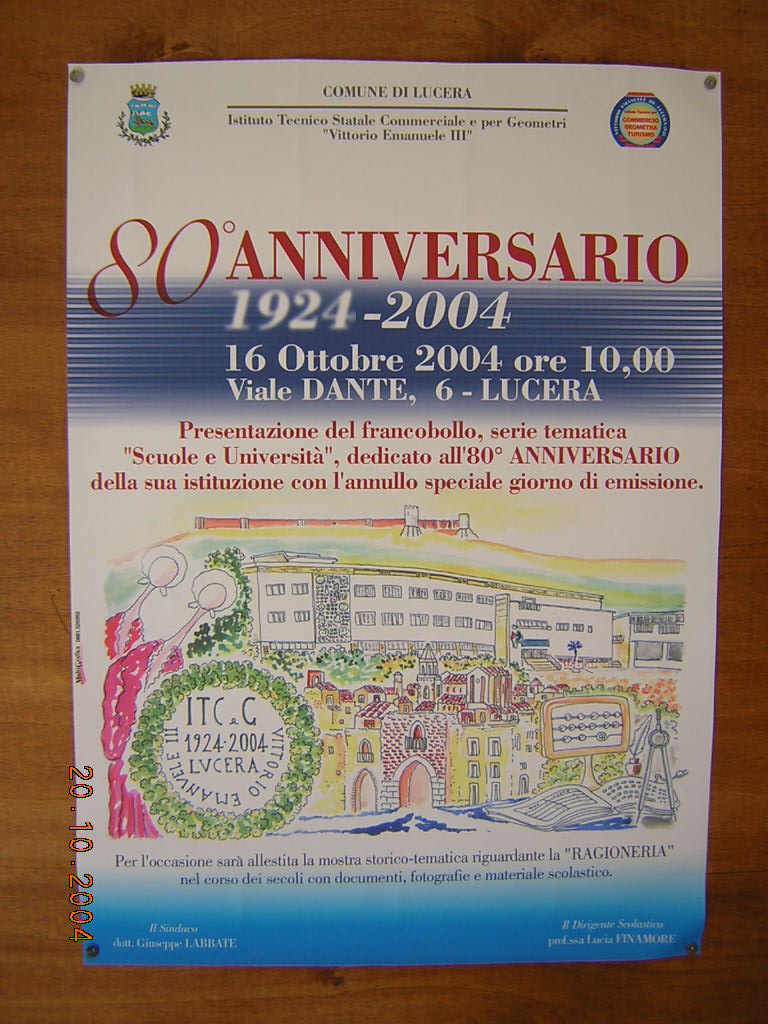 COMUNE DI LUCERA
Istituto Tecnico Statale Commerciale e per Geometri
"Vittorio Emanuele III"
COMMERCIO
GEOMETRA
TURISMO
80° ANNIVERSARIO
1924-2004
16 Ottobre 2004 ore 10,00
Viale DANTE, 6 - LUCERA
Presentazione del francobollo, serie tematica
"Scuole e Università", dedicato all'80° ANNIVERSARIO
della sua istituzione con l'annullo speciale giorno di emissione.
ITC e G
1924-2004
LVCERA
VITTORIO EMANVELE III
Per l'occasione sarà allestita la mostra storico-tematica riguardante la "RAGIONERIA"
nel corso dei secoli con documenti, fotografie e materiale scolastico.
Il Sindaco
dott. Giuseppe LABBATE
Il Dirigente Scolastico
prof.ssa Lucia FINAMORE
20.10.2004